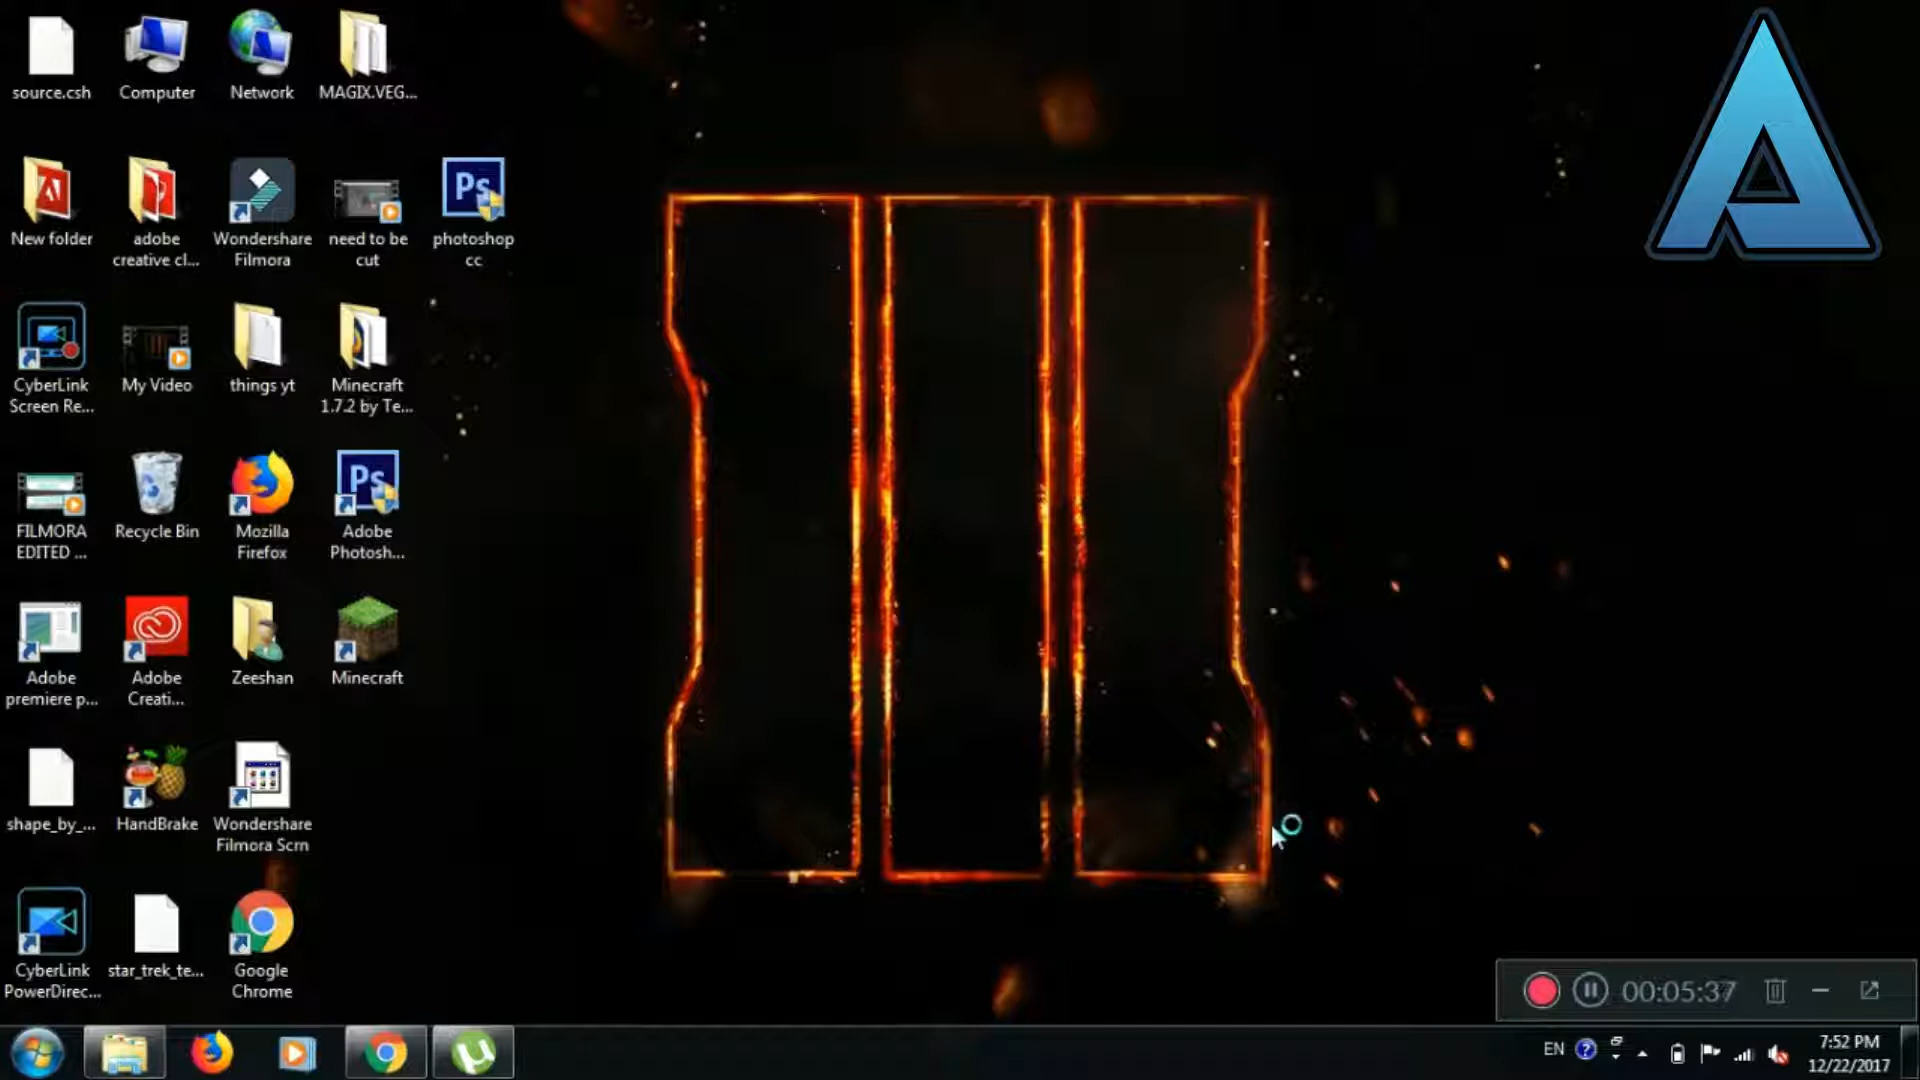 source.csh
Computer
Network
MAGIX.VEG...
New folder
adobe
creative cl...
Wondershare
Filmora
need to be
cut
Ps
photoshop
cc
CyberLink
Screen Re...
My Video
things yt
Minecraft
1.7.2 by Te...
FILMORA
EDITED ...
Recycle Bin
Mozilla
Firefox
Ps
Adobe
Photosh...
Adobe
premiere p...
Adobe
Creati...
Zeeshan
Minecraft
shape_by_...
HandBrake
Wondershare
Filmora Scrn
CyberLink
PowerDirec...
star_trek_te...
Google
Chrome
00:05:37
EN
7:52 PM
12/22/2017